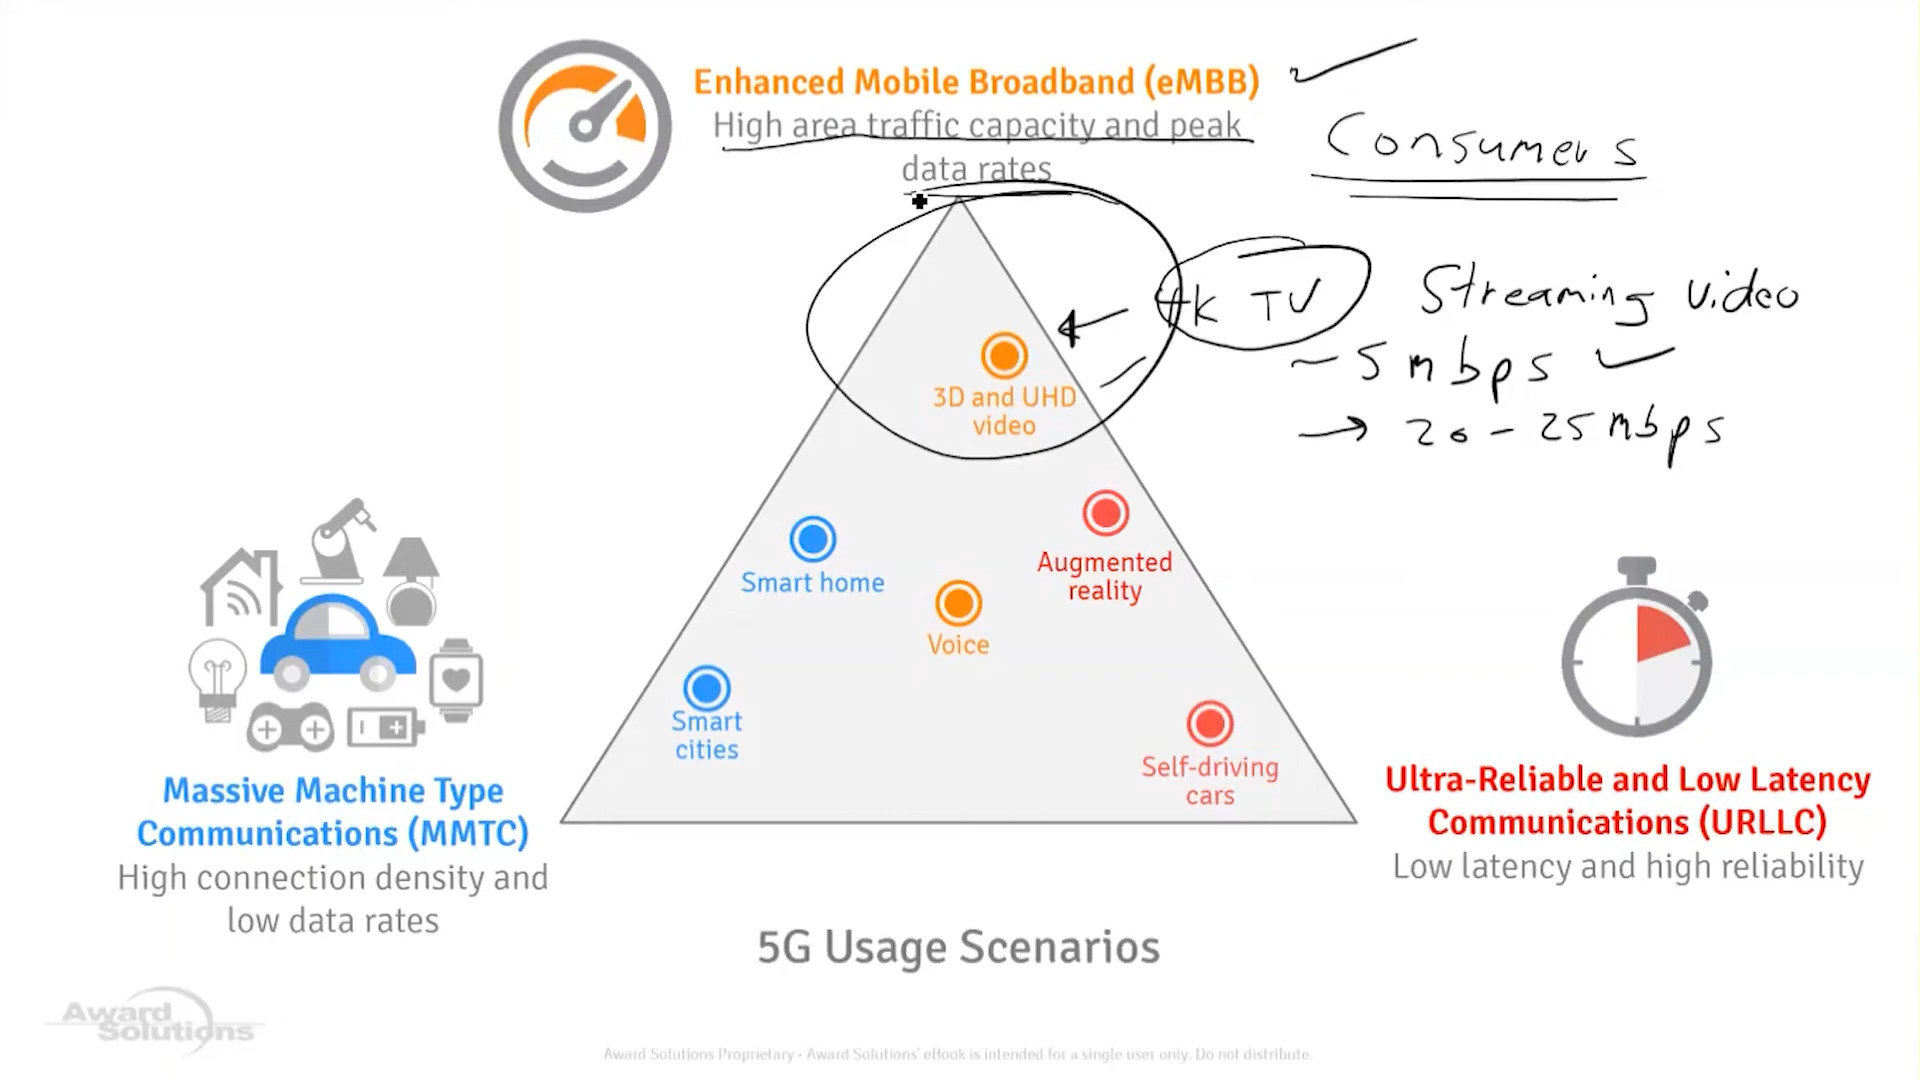 Enhanced Mobile Broadband (eMBB)
High area traffic capacity and peak
data rates
Consumers
4K TV
Streaming video
~ 5 mbps
→ 20 - 25 mbps
3D and UHD
video
Smart home
Augmented
reality
Voice
Smart
cities
Self-driving
cars
Massive Machine Type
Communications (MMTC)
High connection density and
low data rates
Ultra-Reliable and Low Latency
Communications (URLLC)
Low latency and high reliability
5G Usage Scenarios
Award
Solutions
Award Solutions Proprietary - Award Solutions' eBook is intended for a single user only. Do not distribute.